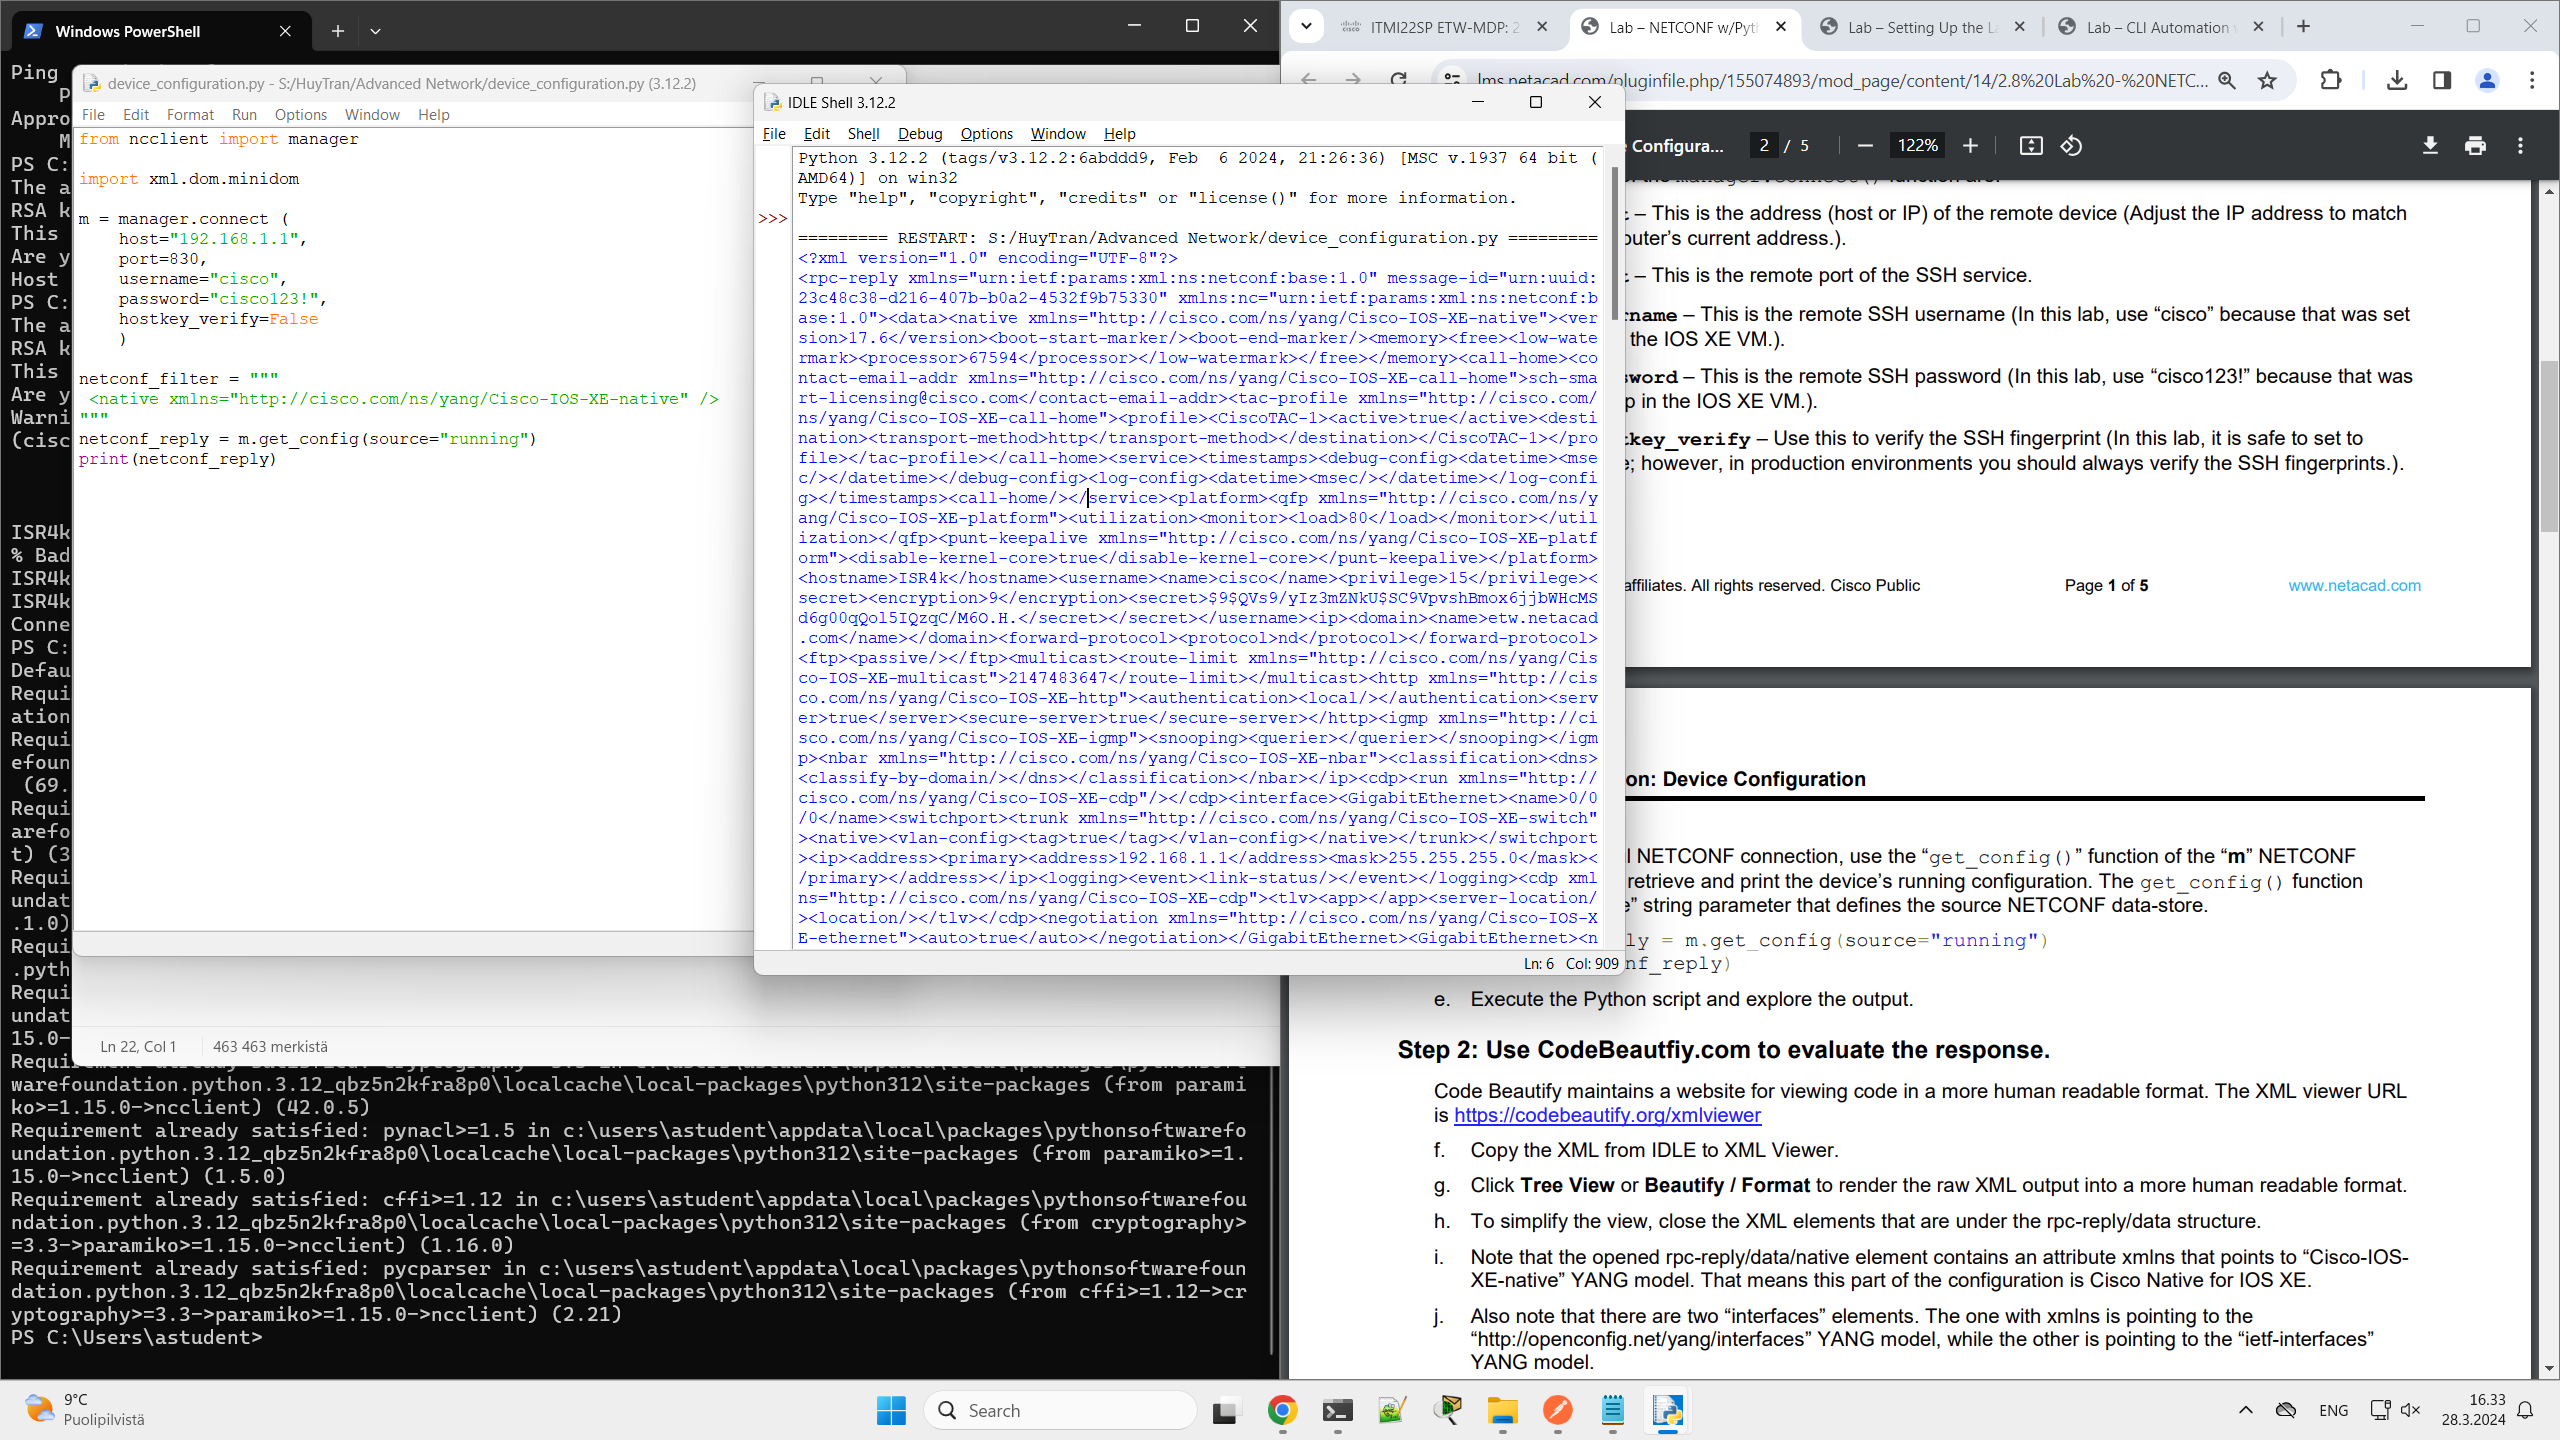 Windows PowerShell
Ping
P
Appro
M
PS C:
The a
RSA k
This
Are y
Host
PS C:
The a
RSA k
This
Are y
Warni
(cisc
ISR4k
% Bad
ISR4k
ISR4k
Conne
PS C:
Defau
Requi
ation
Requi
efoun
(69.
Requi
arefo
t) (3
Requi
undat
.1.0)
Requi
.pyth
Requi
undat
15.0-
warefoundation.python.3.12_qbz5n2kfra8p0\localcache\local-packages\python312\site-packages (from parami
ko>=1.15.0->ncclient) (42.0.5)
Requirement already satisfied: pynacl>=1.5 in c:\users\astudent\appdata\local\packages\pythonsoftwarefo
undation.python.3.12_qbz5n2kfra8p0\localcache\local-packages\python312\site-packages (from paramiko>=1.
15.0->ncclient) (1.5.0)
Requirement already satisfied: cffi>=1.12 in c:\users\astudent\appdata\local\packages\pythonsoftwarefou
ndation.python.3.12_qbz5n2kfra8p0\localcache\local-packages\python312\site-packages (from cryptography>
=3.3->paramiko>=1.15.0->ncclient) (1.16.0)
Requirement already satisfied: pycparser in c:\users\astudent\appdata\local\packages\pythonsoftwarefoun
dation.python.3.12_qbz5n2kfra8p0\localcache\local-packages\python312\site-packages (from cffi>=1.12->cr
yptography>=3.3->paramiko>=1.15.0->ncclient) (2.21)
PS C:\Users\astudent>
device_configuration.py - S:/HuyTran/Advanced Network/device_configuration.py (3.12.2)
File Edit Format Run Options Window Help
from ncclient import manager
import xml.dom.minidom
m = manager.connect (
host="192.168.1.1",
port=830,
username="cisco",
password="cisco123!",
hostkey_verify=False
)
netconf_filter = """
<native xmlns="http://cisco.com/ns/yang/Cisco-IOS-XE-native" />
"""
netconf_reply = m.get_config(source="running")
print(netconf_reply)
Ln 22, Col 1 463 463 merkistä
IDLE Shell 3.12.2
File Edit Shell Debug Options Window Help
Python 3.12.2 (tags/v3.12.2:6abddd9, Feb  6 2024, 21:26:36) [MSC v.1937 64 bit (
AMD64)] on win32
Type "help", "copyright", "credits" or "license()" for more information.
>>>
========= RESTART: S:/HuyTran/Advanced Network/device_configuration.py =========
<?xml version="1.0" encoding="UTF-8"?>
<rpc-reply xmlns="urn:ietf:params:xml:ns:netconf:base:1.0" message-id="urn:uuid:
23c48c38-d216-407b-b0a2-4532f9b75330" xmlns:nc="urn:ietf:params:xml:ns:netconf:b
ase:1.0"><data><native xmlns="http://cisco.com/ns/yang/Cisco-IOS-XE-native"><ver
sion>17.6</version><boot-start-marker/><boot-end-marker/><memory><free><low-wate
rmark><processor>67594</processor></low-watermark></free></memory><call-home><co
ntact-email-addr xmlns="http://cisco.com/ns/yang/Cisco-IOS-XE-call-home">sch-sma
rt-licensing@cisco.com</contact-email-addr><tac-profile xmlns="http://cisco.com/
ns/yang/Cisco-IOS-XE-call-home"><profile><CiscoTAC-1><active>true</active><desti
nation><transport-method>http</transport-method></destination></CiscoTAC-1></pro
file></tac-profile></call-home><service><timestamps><debug-config><datetime><mse
c/></datetime></debug-config><log-config><datetime><msec/></datetime></log-confi
g></timestamps><call-home/></service><platform><qfp xmlns="http://cisco.com/ns/y
ang/Cisco-IOS-XE-platform"><utilization><monitor><load>80</load></monitor></util
ization></qfp><punt-keepalive xmlns="http://cisco.com/ns/yang/Cisco-IOS-XE-platf
orm"><disable-kernel-core>true</disable-kernel-core></punt-keepalive></platform>
<hostname>ISR4k</hostname><username><name>cisco</name><privilege>15</privilege><
secret><encryption>9</encryption><secret>$9$QVs9/yIz3mZNkU$SC9VpvshBmox6jjbWHcMS
d6g00qQol5IQzqC/M6O.H.</secret></secret></username><ip><domain><name>etw.netacad
.com</name></domain><forward-protocol><protocol>nd</protocol></forward-protocol>
<ftp><passive/></ftp><multicast><route-limit xmlns="http://cisco.com/ns/yang/Cis
co-IOS-XE-multicast">2147483647</route-limit></multicast><http xmlns="http://cis
co.com/ns/yang/Cisco-IOS-XE-http"><authentication><local/></authentication><serv
er>true</server><secure-server>true</secure-server></http><igmp xmlns="http://ci
sco.com/ns/yang/Cisco-IOS-XE-igmp"><snooping><querier></querier></snooping></igm
p><nbar xmlns="http://cisco.com/ns/yang/Cisco-IOS-XE-nbar"><classification><dns>
<classify-by-domain/></dns></classification></nbar></ip><cdp><run xmlns="http://
cisco.com/ns/yang/Cisco-IOS-XE-cdp"/></cdp><interface><GigabitEthernet><name>0/0
/0</name><switchport><trunk xmlns="http://cisco.com/ns/yang/Cisco-IOS-XE-switch"
><native><vlan-config><tag>true</tag></vlan-config></native></trunk></switchport
><ip><address><primary><address>192.168.1.1</address><mask>255.255.255.0</mask><
/primary></address></ip><logging><event><link-status/></event></logging><cdp xml
ns="http://cisco.com/ns/yang/Cisco-IOS-XE-cdp"><tlv><app></app><server-location/
><location/></tlv></cdp><negotiation xmlns="http://cisco.com/ns/yang/Cisco-IOS-X
E-ethernet"><auto>true</auto></negotiation></GigabitEthernet><GigabitEthernet><n
Ln: 6 Col: 909
ITMI22SP ETW-MDP: 2
Lab – NETCONF w/Pyth
Lab – Setting Up the La
Lab – CLI Automation
lms.netacad.com/pluginfile.php/155074893/mod_page/content/14/2.8%20Lab%20-%20NETC...
Configura... 2 / 5 122%
– This is the address (host or IP) of the remote device (Adjust the IP address to match
outer's current address.).
– This is the remote port of the SSH service.
name – This is the remote SSH username (In this lab, use “cisco” because that was set
the IOS XE VM.).
sword – This is the remote SSH password (In this lab, use “cisco123!” because that was
p in the IOS XE VM.).
tkey_verify – Use this to verify the SSH fingerprint (In this lab, it is safe to set to
e; however, in production environments you should always verify the SSH fingerprints.).
affiliates. All rights reserved. Cisco Public Page 1 of 5 www.netacad.com
on: Device Configuration
l NETCONF connection, use the “get_config()” function of the “m” NETCONF
retrieve and print the device's running configuration. The get_config() function
e” string parameter that defines the source NETCONF data-store.
ly = m.get_config(source="running")
nf_reply)
e. Execute the Python script and explore the output.
Step 2: Use CodeBeautfiy.com to evaluate the response.
Code Beautify maintains a website for viewing code in a more human readable format. The XML viewer URL
is https://codebeautify.org/xmlviewer
f. Copy the XML from IDLE to XML Viewer.
g. Click Tree View or Beautify / Format to render the raw XML output into a more human readable format.
h. To simplify the view, close the XML elements that are under the rpc-reply/data structure.
i. Note that the opened rpc-reply/data/native element contains an attribute xmlns that points to “Cisco-IOS-
XE-native” YANG model. That means this part of the configuration is Cisco Native for IOS XE.
j. Also note that there are two “interfaces” elements. The one with xmlns is pointing to the
“http://openconfig.net/yang/interfaces” YANG model, while the other is pointing to the “ietf-interfaces”
YANG model.
9°C
Puolipilvistä
Search
ENG
16.33
28.3.2024